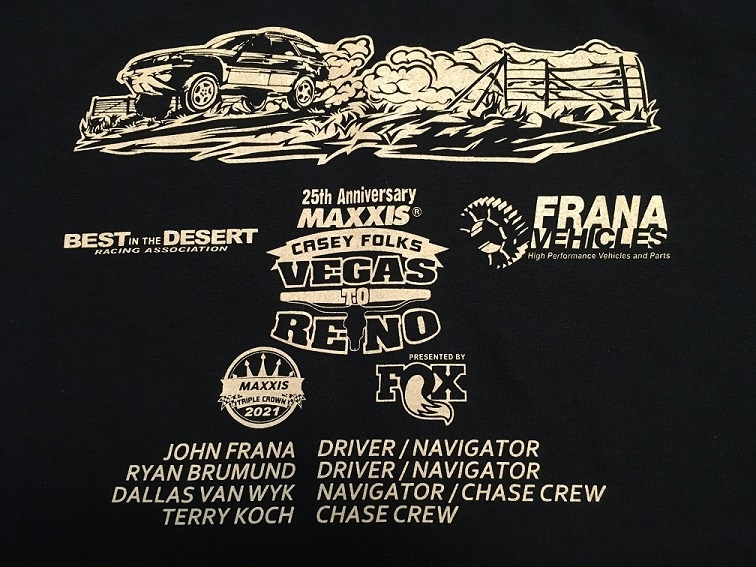 25th Anniversary
MAXXIS®
CASEY FOLKS
VEGAS
TO
RENO
BEST IN THE DESERT
RACING ASSOCIATION
FRANA
VEHICLES
High Performance Vehicles and Parts
MAXXIS
TRIPLE CROWN
2021
PRESENTED BY
FOX
JOHN FRANA DRIVER / NAVIGATOR
RYAN BRUMUND DRIVER / NAVIGATOR
DALLAS VAN WYK NAVIGATOR / CHASE CREW
TERRY KOCH CHASE CREW